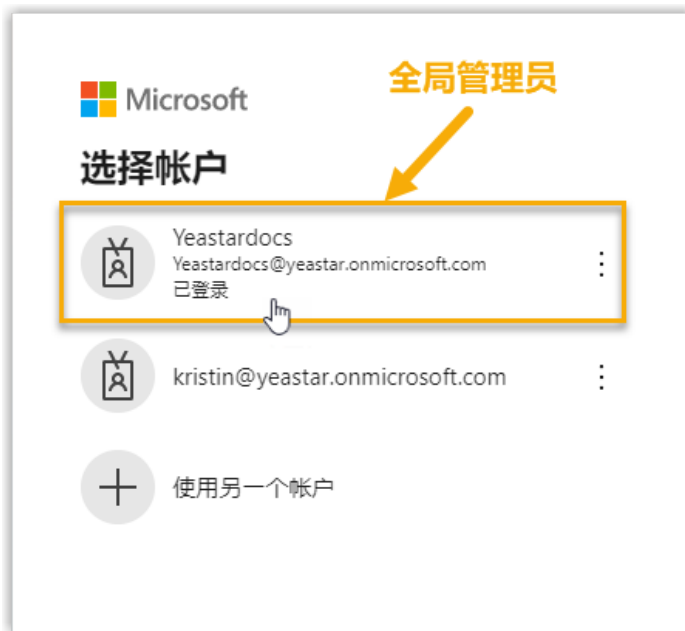 全局管理员
Microsoft
选择帐户
Yeastardocs
Yeastardocs@yeastar.onmicrosoft.com
已登录
kristin@yeastar.onmicrosoft.com
使用另一个帐户